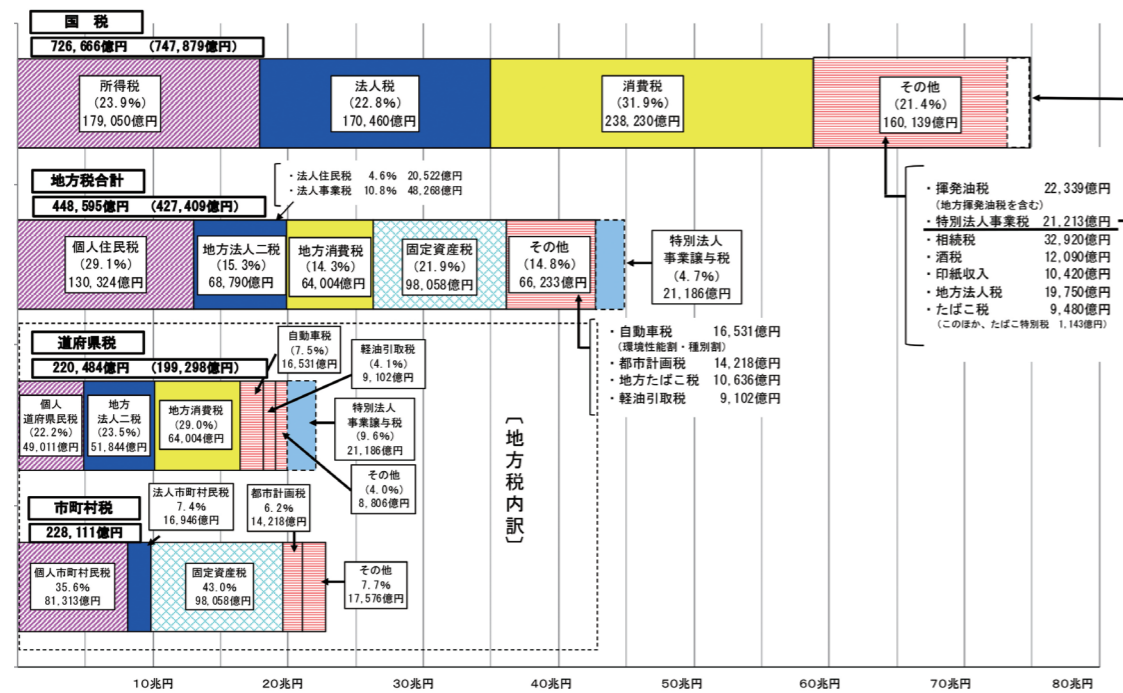 国 税
726,666億円 (747,879億円)
所得税
(23.9%)
179,050億円
法人税
(22.8%)
170,460億円
消費税
(31.9%)
238,230億円
その他
(21.4%)
160,139億円
・揮発油税 22,339億円
(地方揮発油税を含む)
・特別法人事業税 21,213億円
・相続税 32,920億円
・酒税 12,090億円
・印紙収入 10,420億円
・地方法人税 19,750億円
・たばこ税 9,480億円
(このほか、たばこ特別税 1,143億円)
地方税合計
448,595億円 (427,409億円)
・法人住民税 4.6% 20,522億円
・法人事業税 10.8% 48,268億円
個人住民税
(29.1%)
130,324億円
地方法人二税
(15.3%)
68,790億円
地方消費税
(14.3%)
64,004億円
固定資産税
(21.9%)
98,058億円
その他
(14.8%)
66,233億円
特別法人
事業譲与税
(4.7%)
21,186億円
・自動車税 16,531億円
(環境性能割・種別割)
・都市計画税 14,218億円
・地方たばこ税 10,636億円
・軽油引取税 9,102億円
道府県税
220,484億円 (199,298億円)
個人
道府県民税
(22.2%)
49,011億円
地方
法人二税
(23.5%)
51,844億円
地方消費税
(29.0%)
64,004億円
自動車税
(7.5%)
16,531億円
軽油引取税
(4.1%)
9,102億円
特別法人
事業譲与税
(9.6%)
21,186億円
その他
(4.0%)
8,806億円
〔地方税内訳〕
市町村税
228,111億円
個人市町村民税
35.6%
81,313億円
法人市町村民税
7.4%
16,946億円
固定資産税
43.0%
98,058億円
都市計画税
6.2%
14,218億円
その他
7.7%
17,576億円
10兆円 20兆円 30兆円 40兆円 50兆円 60兆円 70兆円 80兆円